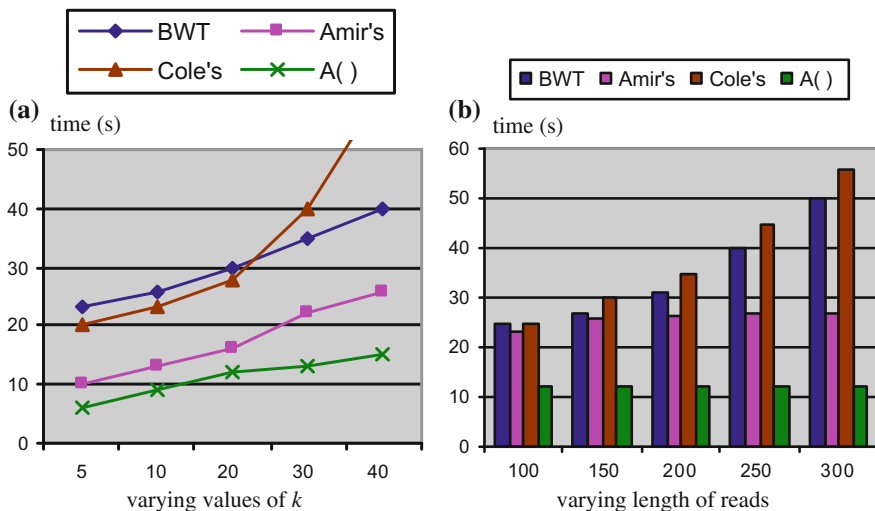 BWT
Amir's
Cole's
A( )
(a)
time (s)
50
40
30
20
10
0
5 10 20 30 40
varying values of k
BWT Amir's Cole's A( )
(b)
time (s)
60
50
40
30
20
10
0
100 150 200 250 300
varying length of reads